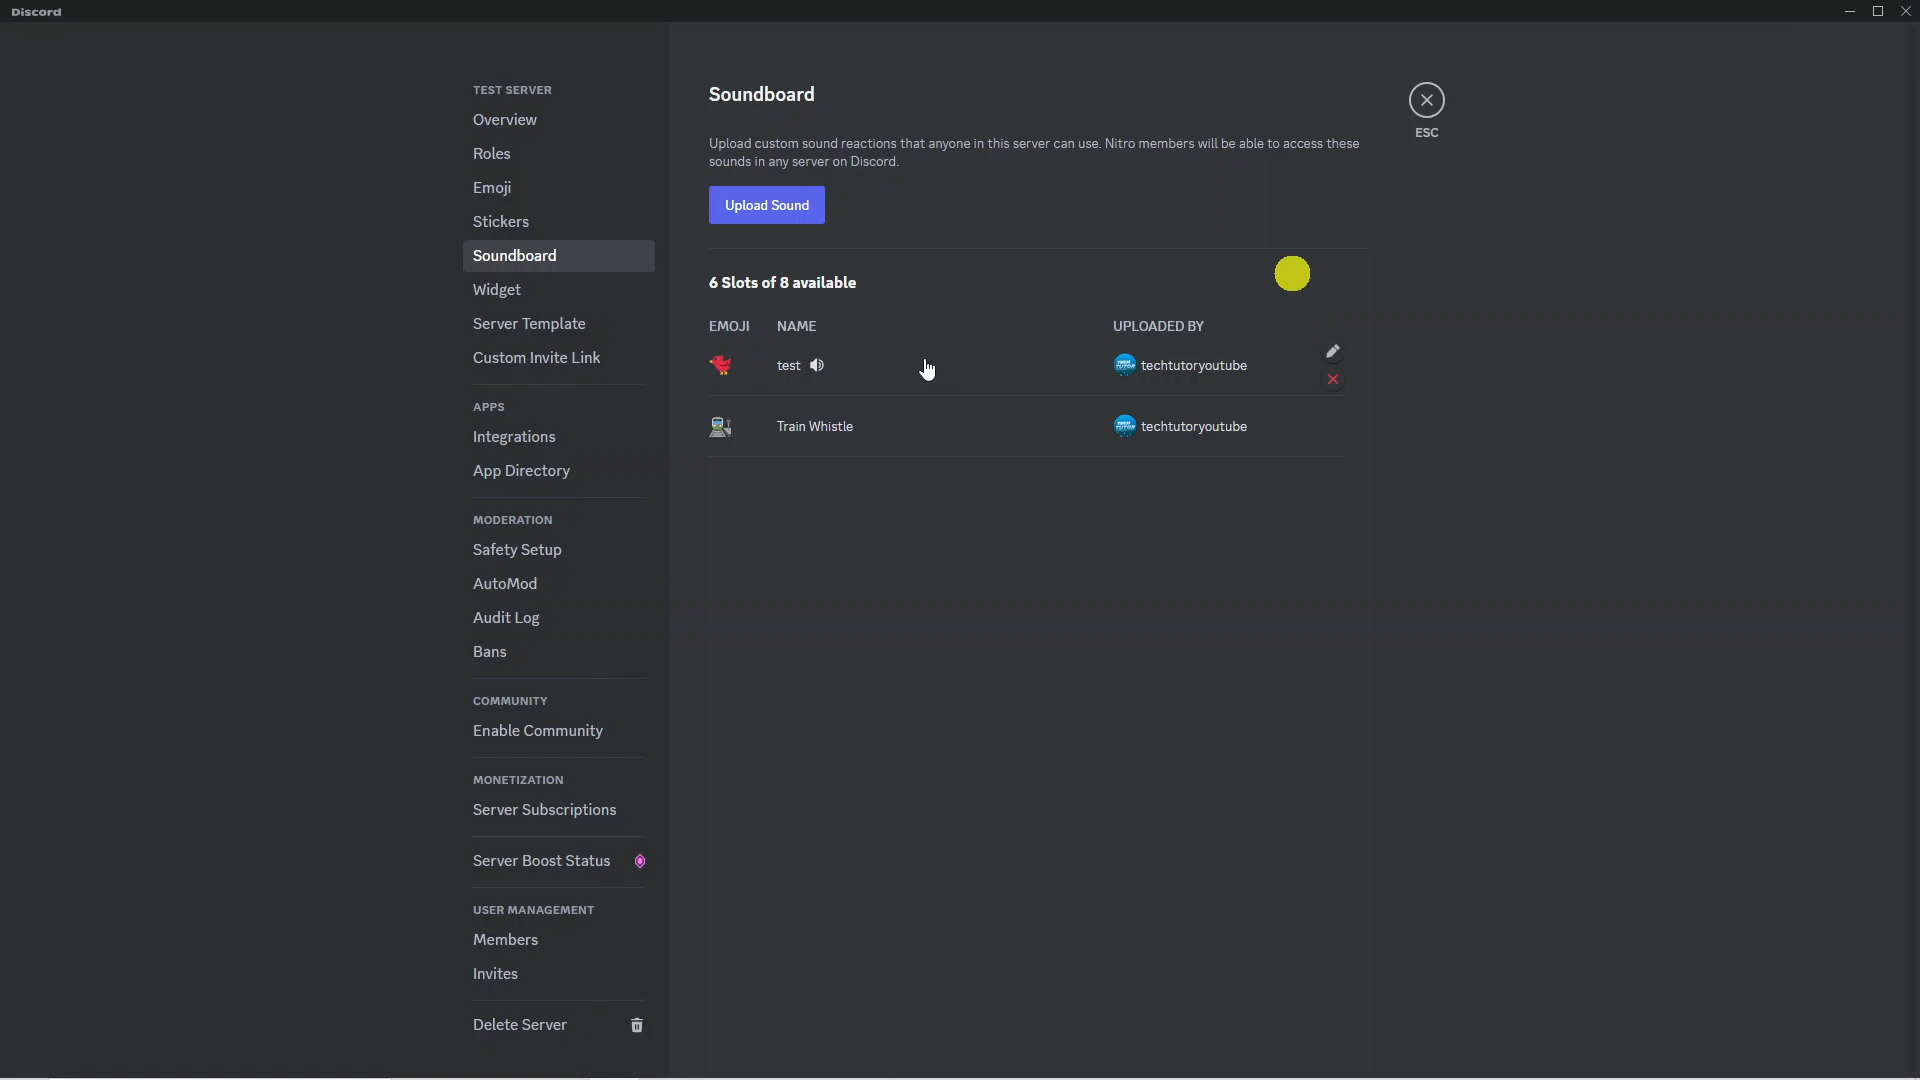 Discord
TEST SERVER
Overview
Roles
Emoji
Stickers
Soundboard
Widget
Server Template
Custom Invite Link
APPS
Integrations
App Directory
MODERATION
Safety Setup
AutoMod
Audit Log
Bans
COMMUNITY
Enable Community
MONETIZATION
Server Subscriptions
Server Boost Status
USER MANAGEMENT
Members
Invites
Delete Server
Soundboard
Upload custom sound reactions that anyone in this server can use. Nitro members will be able to access these
sounds in any server on Discord.
Upload Sound
6 Slots of 8 available
EMOJI NAME UPLOADED BY
test techtutoryoutube
Train Whistle techtutoryoutube
ESC